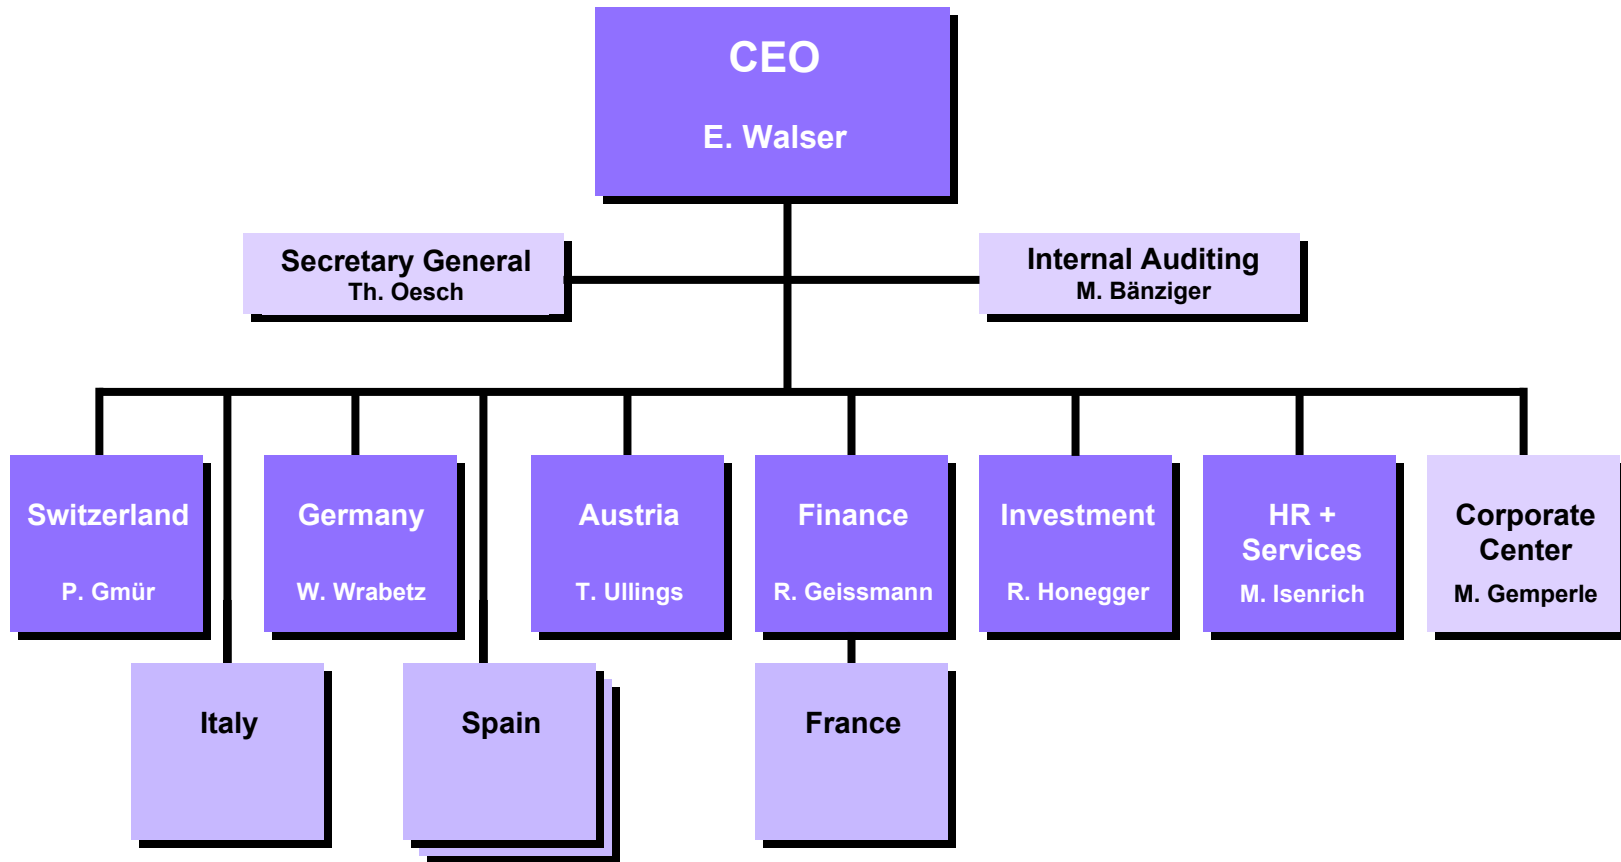 CEO
E. Walser
Secretary General
Th. Oesch
Internal Auditing
M. Bänziger
Switzerland
P. Gmür
Germany
W. Wrabetz
Austria
T. Ullings
Finance
R. Geissmann
Investment
R. Honegger
HR +
Services
M. Isenrich
Corporate
Center
M. Gemperle
Italy
Spain
France